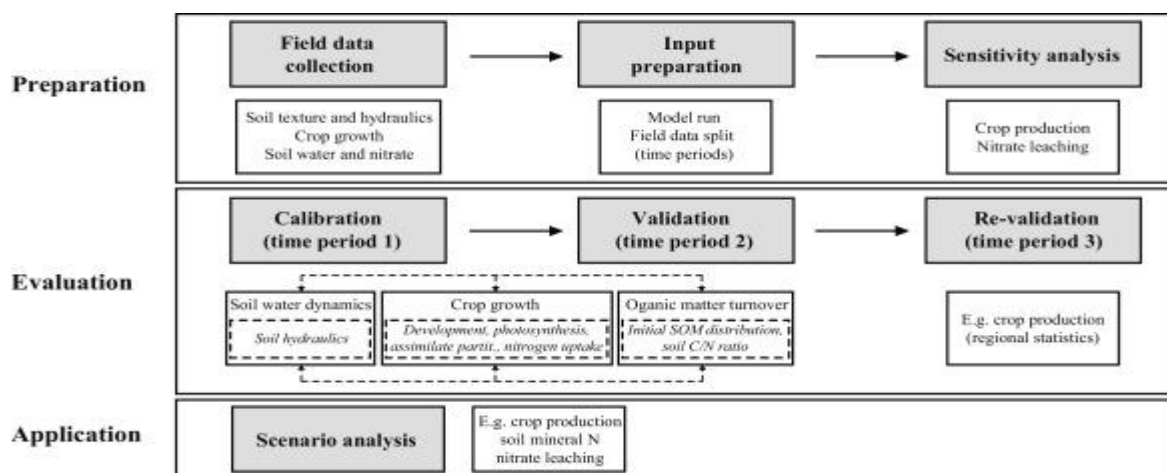 Preparation
Field data
collection
Input
preparation
Sensitivity analysis
Soil texture and hydraulics
Crop growth
Soil water and nitrate
Model run
Field data split
(time periods)
Crop production
Nitrate leaching
Evaluation
Calibration
(time period 1)
Validation
(time period 2)
Re-validation
(time period 3)
Soil water dynamics
Soil hydraulics
Crop growth
Development, photosynthesis,
assimilate partit., nitrogen uptake
Oganic matter turnover
Initial SOM distribution,
soil C/N ratio
E.g. crop production
(regional statistics)
Application
Scenario analysis
E.g. crop production
soil mineral N
nitrate leaching